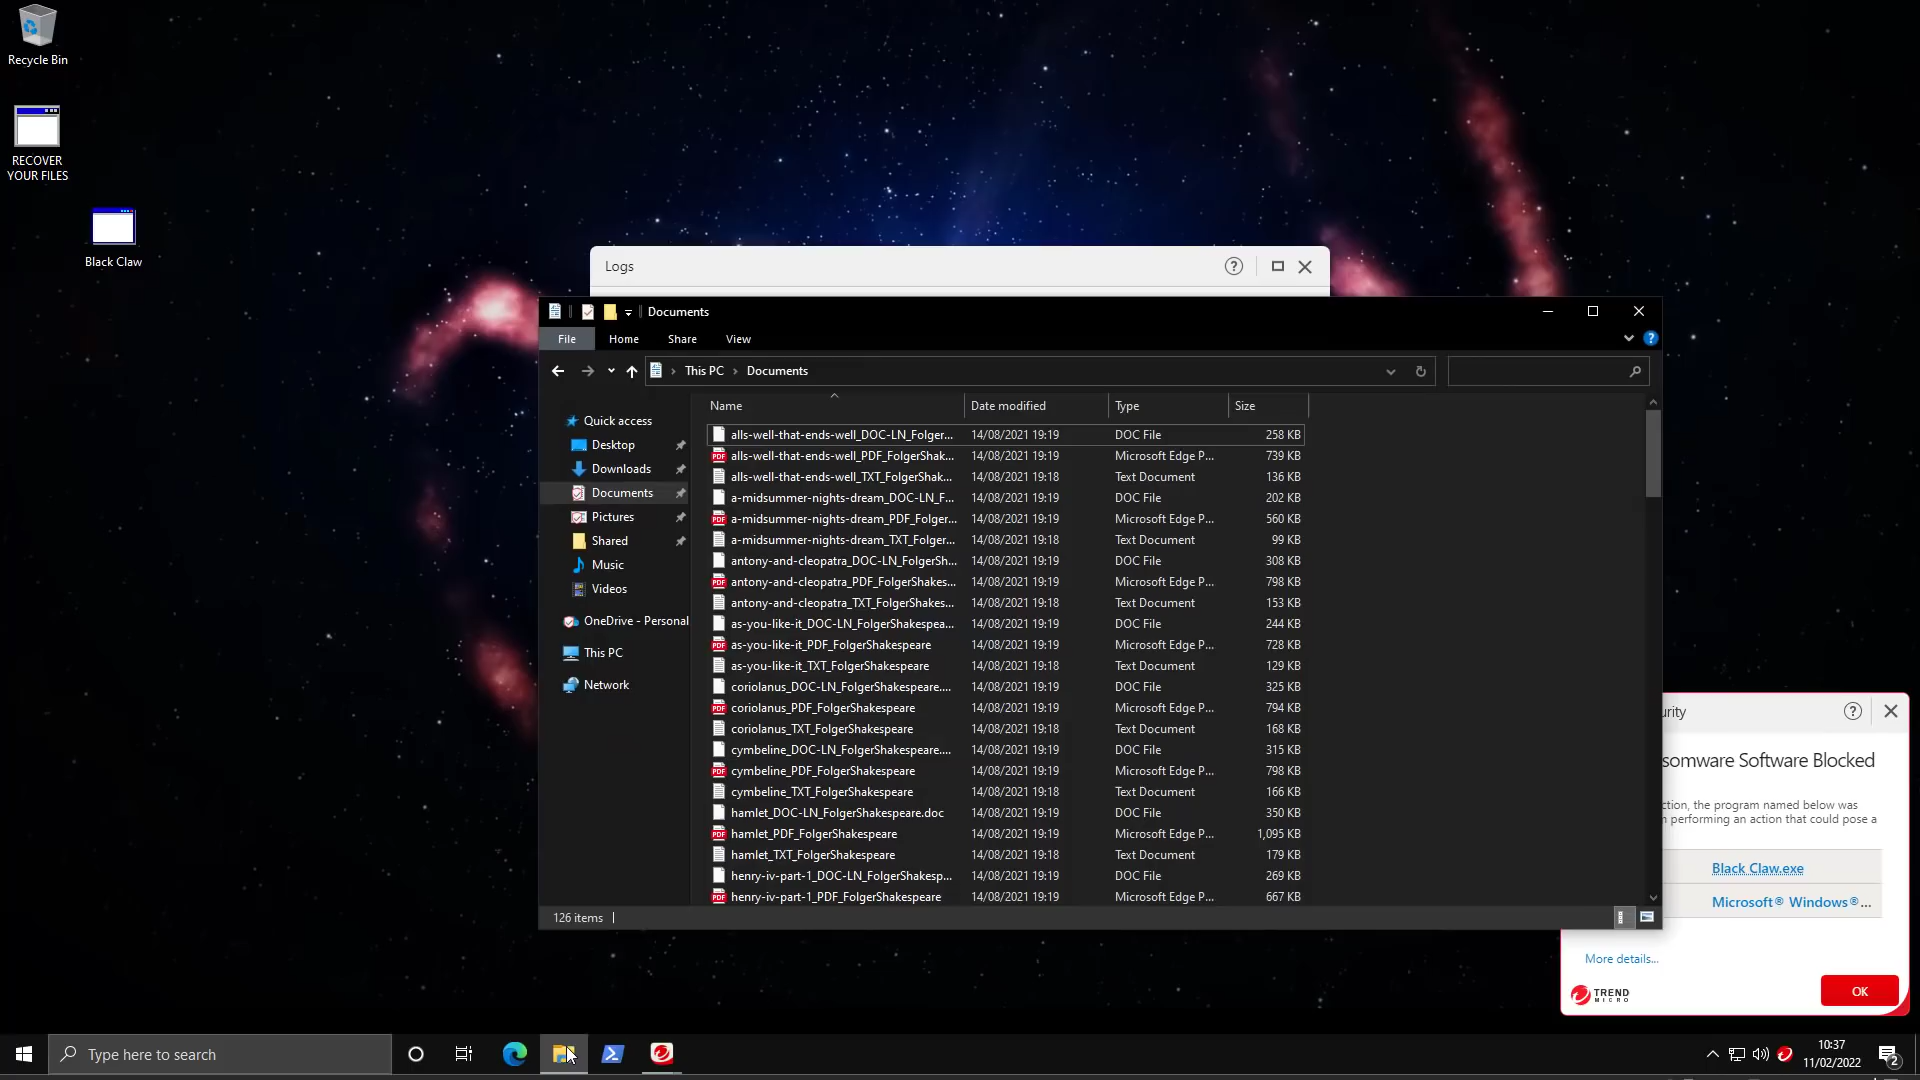 Recycle Bin
RECOVER
YOUR FILES
Black Claw
Logs
Documents
File Home Share View
This PC Documents
Name Date modified Type Size
Quick access
Desktop
Downloads
Documents
Pictures
Shared
Music
Videos
OneDrive - Personal
This PC
Network
alls-well-that-ends-well_DOC-LN_Folger... 14/08/2021 19:19 DOC File 258 KB
alls-well-that-ends-well_PDF_FolgerShak... 14/08/2021 19:19 Microsoft Edge P... 739 KB
alls-well-that-ends-well_TXT_FolgerShak... 14/08/2021 19:18 Text Document 136 KB
a-midsummer-nights-dream_DOC-LN_F... 14/08/2021 19:19 DOC File 202 KB
a-midsummer-nights-dream_PDF_Folger... 14/08/2021 19:19 Microsoft Edge P... 560 KB
a-midsummer-nights-dream_TXT_Folger... 14/08/2021 19:18 Text Document 99 KB
antony-and-cleopatra_DOC-LN_FolgerSh... 14/08/2021 19:19 DOC File 308 KB
antony-and-cleopatra_PDF_FolgerShakes... 14/08/2021 19:19 Microsoft Edge P... 798 KB
antony-and-cleopatra_TXT_FolgerShakes... 14/08/2021 19:18 Text Document 153 KB
as-you-like-it_DOC-LN_FolgerShakespea... 14/08/2021 19:19 DOC File 244 KB
as-you-like-it_PDF_FolgerShakespeare 14/08/2021 19:19 Microsoft Edge P... 728 KB
as-you-like-it_TXT_FolgerShakespeare 14/08/2021 19:18 Text Document 129 KB
coriolanus_DOC-LN_FolgerShakespeare.... 14/08/2021 19:19 DOC File 325 KB
coriolanus_PDF_FolgerShakespeare 14/08/2021 19:19 Microsoft Edge P... 794 KB
coriolanus_TXT_FolgerShakespeare 14/08/2021 19:18 Text Document 168 KB
cymbeline_DOC-LN_FolgerShakespeare.... 14/08/2021 19:19 DOC File 315 KB
cymbeline_PDF_FolgerShakespeare 14/08/2021 19:19 Microsoft Edge P... 798 KB
cymbeline_TXT_FolgerShakespeare 14/08/2021 19:18 Text Document 166 KB
hamlet_DOC-LN_FolgerShakespeare.doc 14/08/2021 19:19 DOC File 350 KB
hamlet_PDF_FolgerShakespeare 14/08/2021 19:19 Microsoft Edge P... 1,095 KB
hamlet_TXT_FolgerShakespeare 14/08/2021 19:18 Text Document 179 KB
henry-iv-part-1_DOC-LN_FolgerShakesp... 14/08/2021 19:19 DOC File 269 KB
henry-iv-part-1_PDF_FolgerShakespeare 14/08/2021 19:19 Microsoft Edge P... 667 KB
126 items
urity
somware Software Blocked
ction, the program named below was
n performing an action that could pose a
Black Claw.exe
Microsoft® Windows®...
More details...
TREND
MICRO
OK
Type here to search
10:37
11/02/2022
2